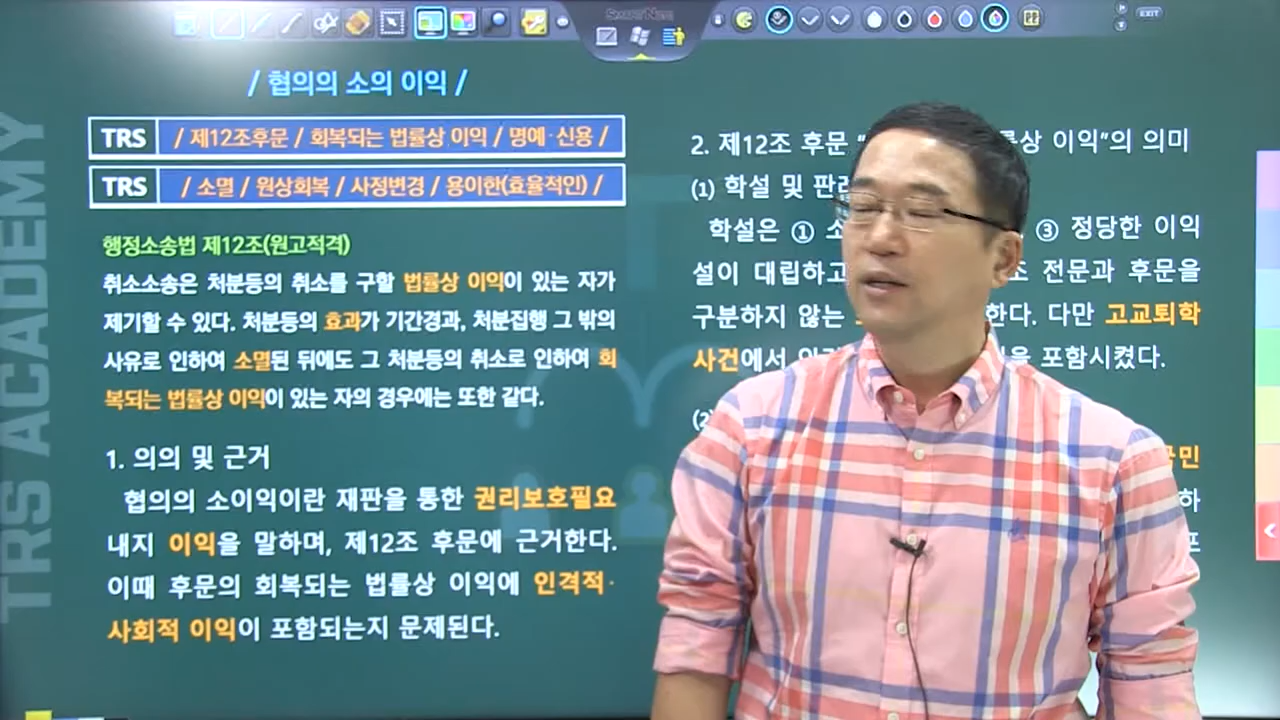 EXIT
/ 협의의 소의 이익 /
TRS / 제12조후문 / 회복되는 법률상 이익 / 명예·신용 /
TRS / 소멸 / 원상회복 / 사정변경 / 용이한(효율적인) /
행정소송법 제12조(원고적격)
취소소송은 처분등의 취소를 구할 법률상 이익이 있는 자가
제기할 수 있다. 처분등의 효과가 기간경과, 처분집행 그 밖의
사유로 인하여 소멸된 뒤에도 그 처분등의 취소로 인하여 회
복되는 법률상 이익이 있는 자의 경우에는 또한 같다.
1. 의의 및 근거
협의의 소이익이란 재판을 통한 권리보호필요
내지 이익을 말하며, 제12조 후문에 근거한다.
이때 후문의 회복되는 법률상 이익에 인격적·
사회적 이익이 포함되는지 문제된다.
2. 제12조 후문 이익"의 의미
(1) 학설 및
학설은 ① ③ 정당한 이익
설이 대립하고 전문과 후문을
구분하지 않는 한다. 다만 고교퇴학
사건에서 포함시켰다.
(2)
TRS ACADEMY